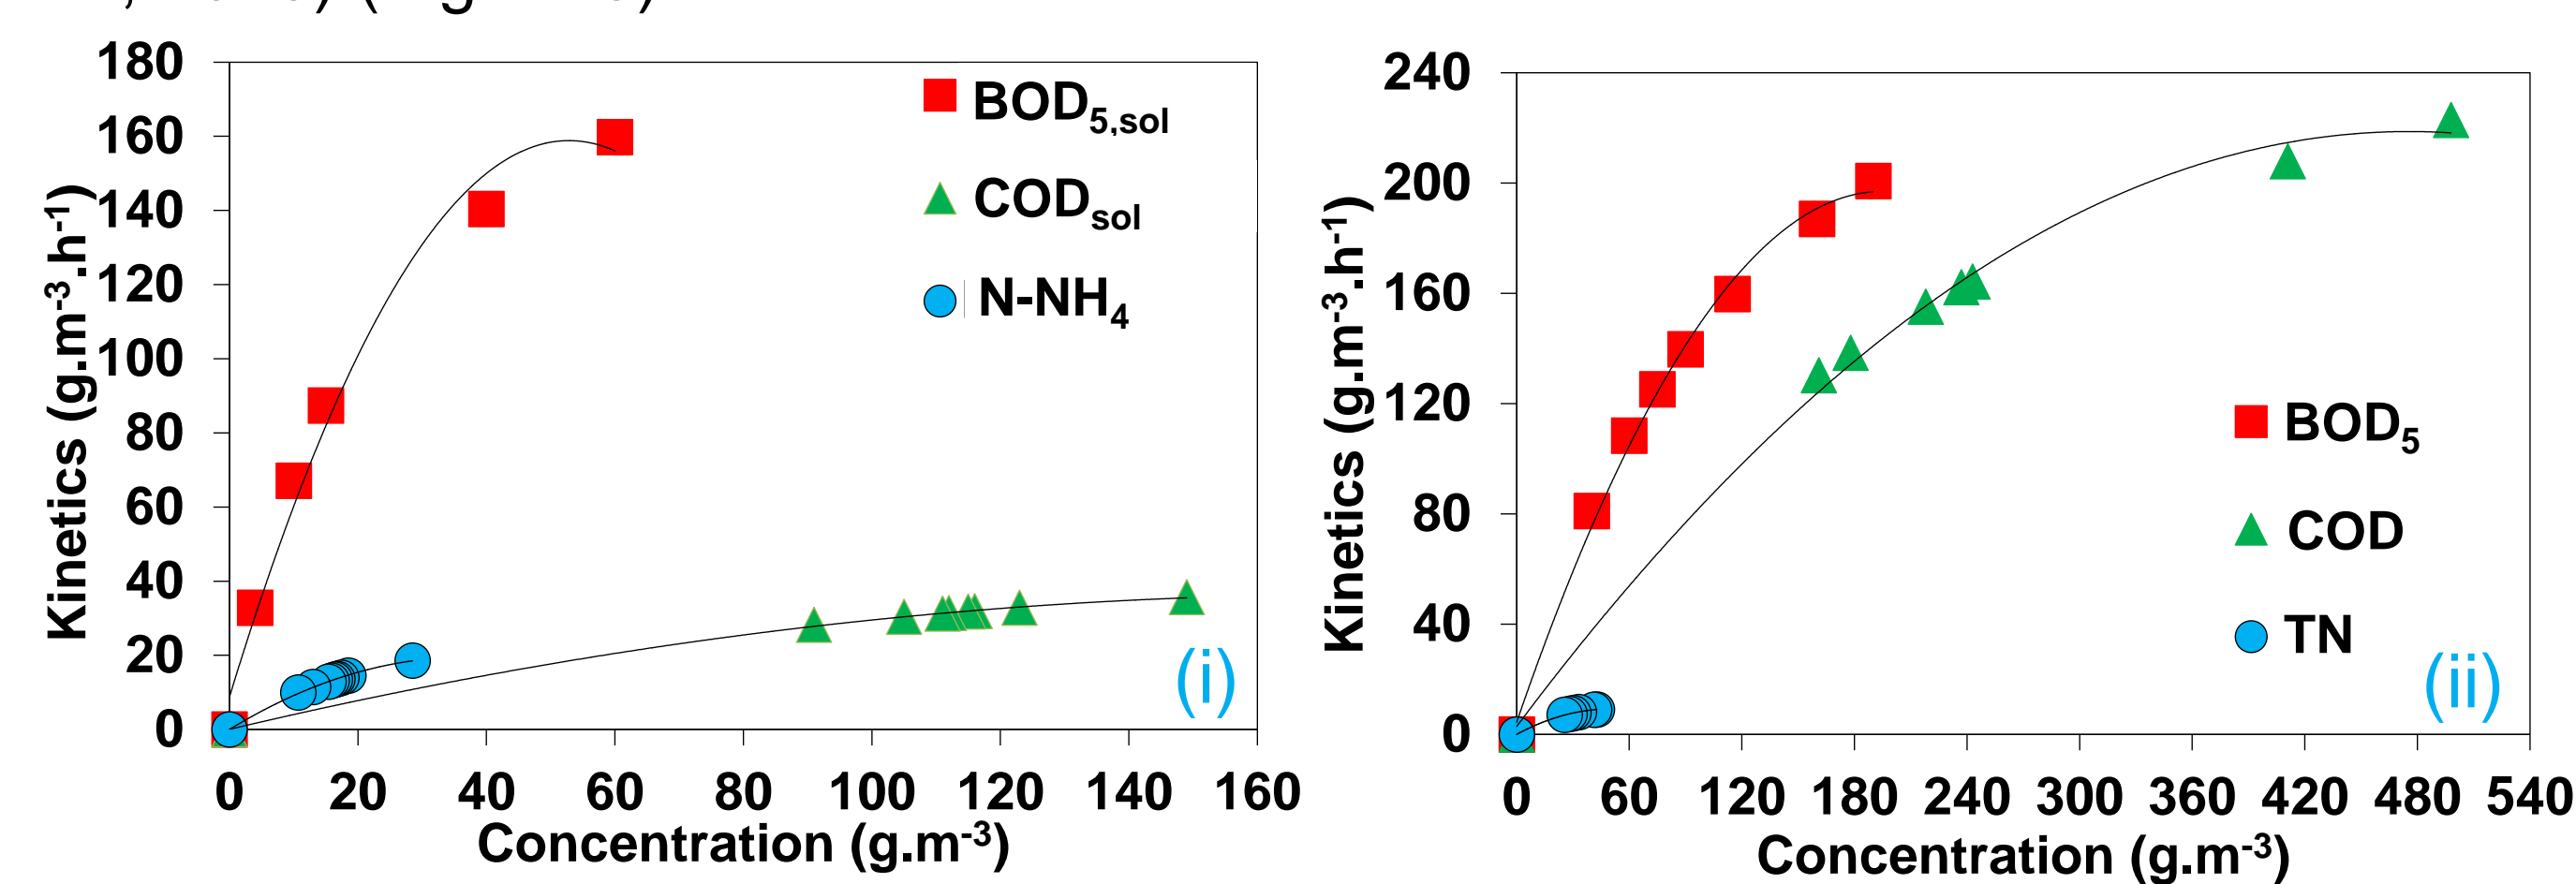 180
160
140
120
100
80
60
40
20
0
Kinetics (g.m-3.h-1)
BOD5,sol
CODsol
N-NH4
(i)
0 20 40 60 80 100 120 140 160
Concentration (g.m-3)
240
200
160
120
80
40
0
Kinetics (g.m-3.h-1)
BOD5
COD
TN
(ii)
0 60 120 180 240 300 360 420 480 540
Concentration (g.m-3)